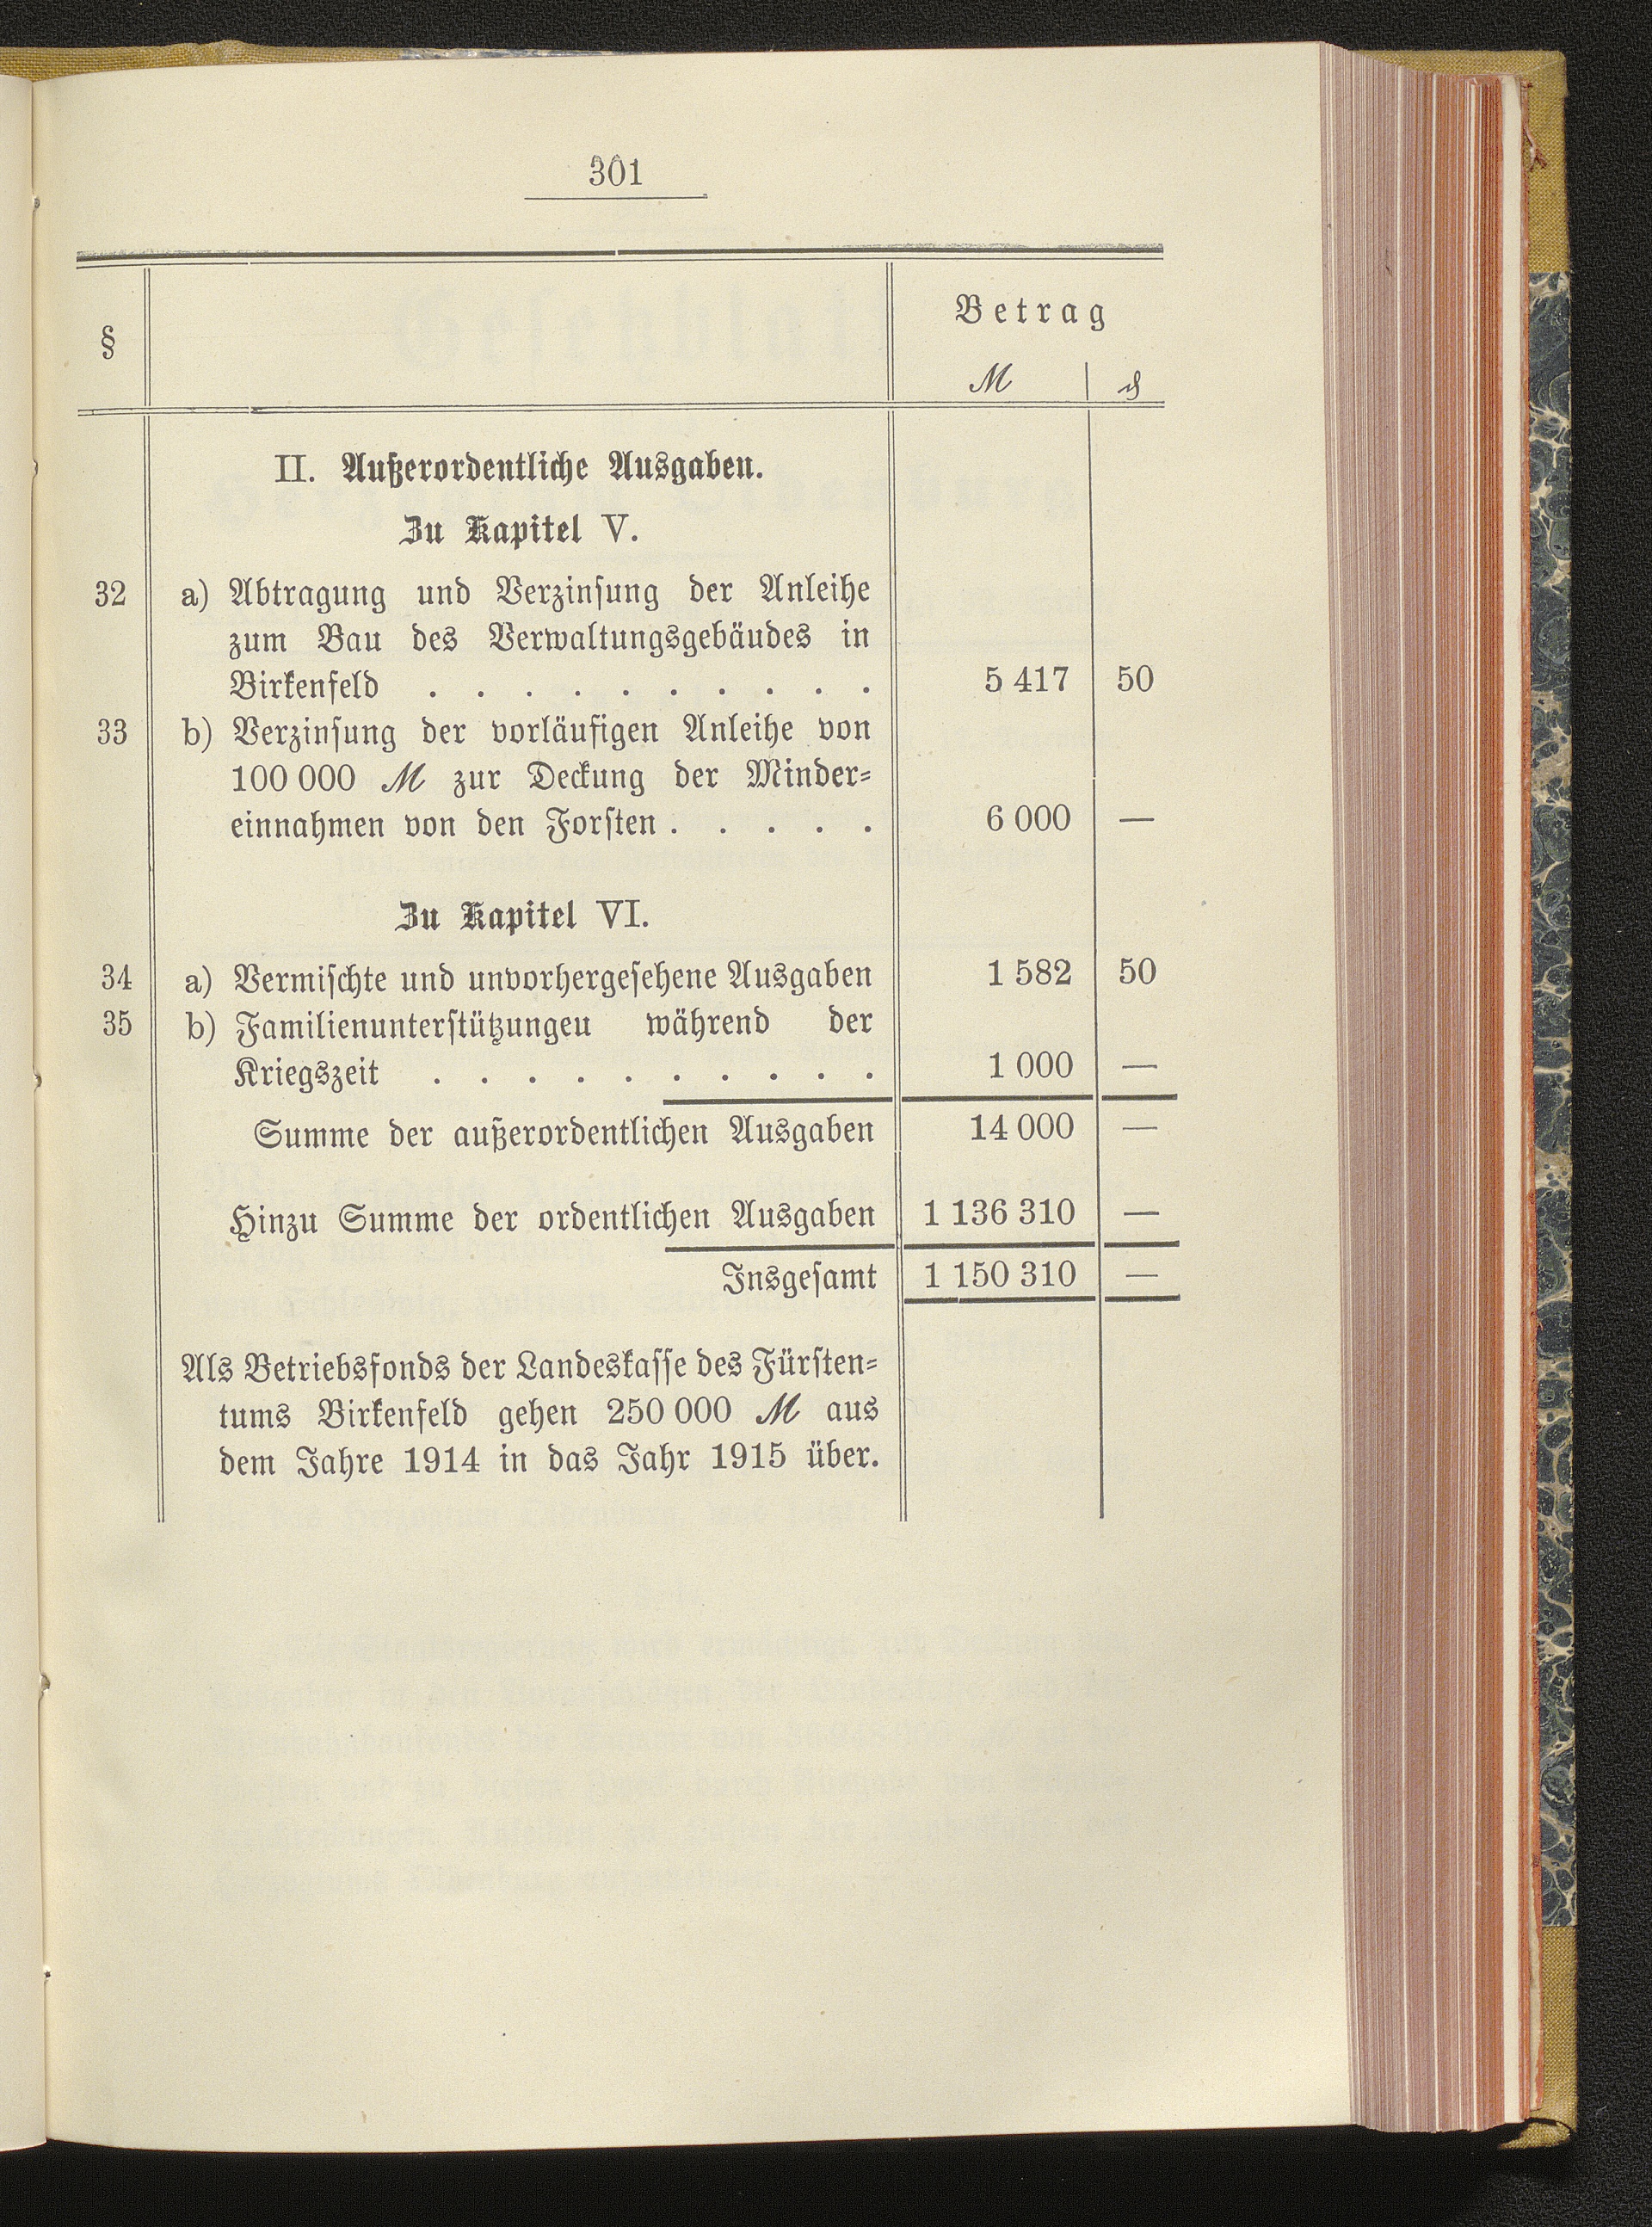 301
§
Betrag
ℳ ₰
II. Außerordentliche Ausgaben.
Zu Kapitel V.
32 a) Abtragung und Verzinsung der Anleihe
zum Bau des Verwaltungsgebäudes in
Birkenfeld . . . . . . . . . . 5 417 50
33 b) Verzinsung der vorläufigen Anleihe von
100 000 ℳ zur Deckung der Minder-
einnahmen von den Forsten . . . . . 6 000 —
Zu Kapitel VI.
34 a) Vermischte und unvorhergesehene Ausgaben 1 582 50
35 b) Familienunterstützungeu während der
Kriegszeit . . . . . . . . . . 1 000 —
Summe der außerordentlichen Ausgaben 14 000 —
Hinzu Summe der ordentlichen Ausgaben 1 136 310 —
Insgesamt 1 150 310 —
Als Betriebsfonds der Landeskasse des Fürsten-
tums Birkenfeld gehen 250 000 ℳ aus
dem Jahre 1914 in das Jahr 1915 über.